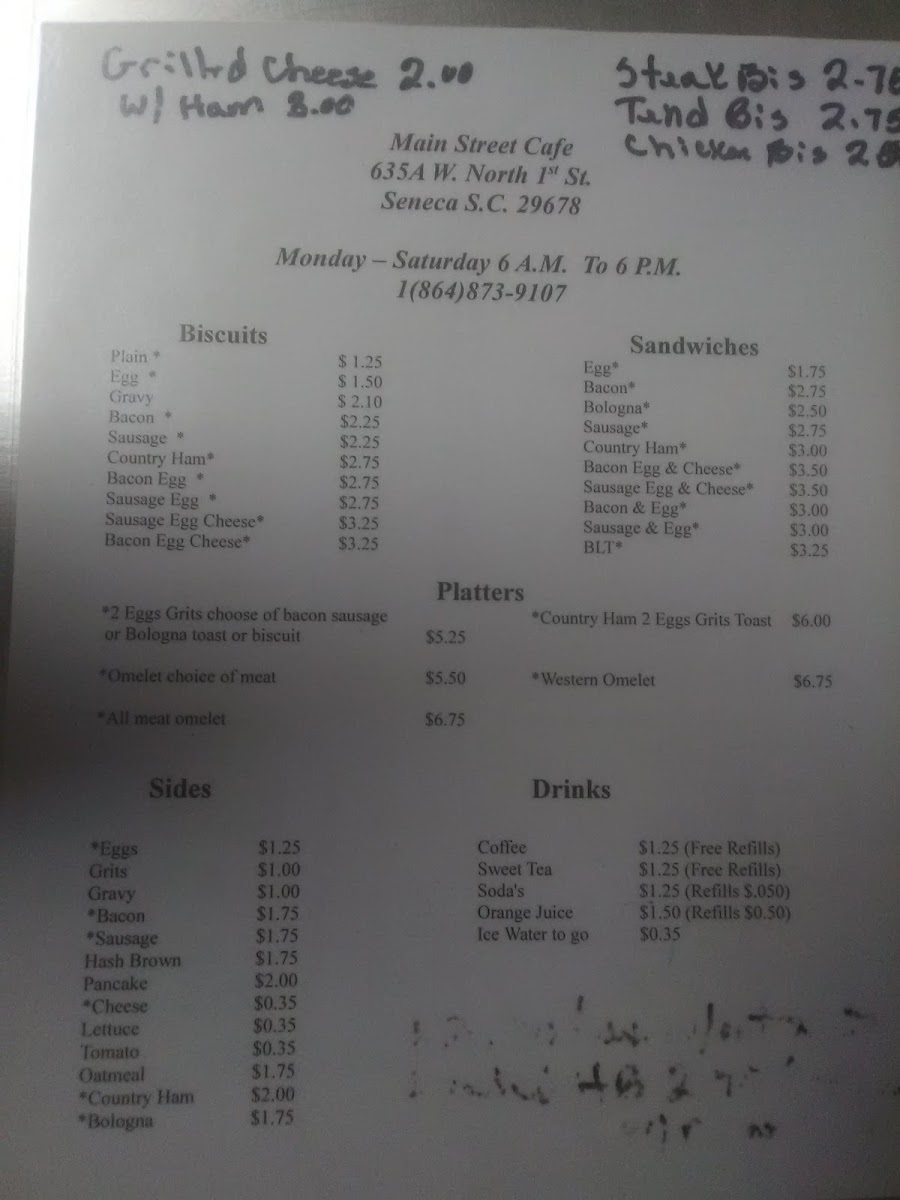 Grilled Cheese 2.00
w/ Ham 3.00
Steak Bis 2.75
Tend Bis 2.75
Chicken Bis
Main Street Cafe
635A W. North 1st St.
Seneca S.C. 29678
Monday – Saturday 6 A.M. To 6 P.M.
1(864)873-9107
Biscuits
Plain * $ 1.25
Egg * $ 1.50
Gravy $ 2.10
Bacon * $2.25
Sausage * $2.25
Country Ham* $2.75
Bacon Egg * $2.75
Sausage Egg * $2.75
Sausage Egg Cheese* $3.25
Bacon Egg Cheese* $3.25
Sandwiches
Egg* $1.75
Bacon* $2.75
Bologna* $2.50
Sausage* $2.75
Country Ham* $3.00
Bacon Egg & Cheese* $3.50
Sausage Egg & Cheese* $3.50
Bacon & Egg* $3.00
Sausage & Egg* $3.00
BLT* $3.25
Platters
*2 Eggs Grits choose of bacon sausage
or Bologna toast or biscuit $5.25
*Country Ham 2 Eggs Grits Toast $6.00
*Omelet choice of meat $5.50
*Western Omelet $6.75
*All meat omelet $6.75
Sides
*Eggs $1.25
Grits $1.00
Gravy $1.00
*Bacon $1.75
*Sausage $1.75
Hash Brown $1.75
Pancake $2.00
*Cheese $0.35
Lettuce $0.35
Tomato $0.35
Oatmeal $1.75
*Country Ham $2.00
*Bologna $1.75
Drinks
Coffee $1.25 (Free Refills)
Sweet Tea $1.25 (Free Refills)
Soda's $1.25 (Refills $.050)
Orange Juice $1.50 (Refills $0.50)
Ice Water to go $0.35